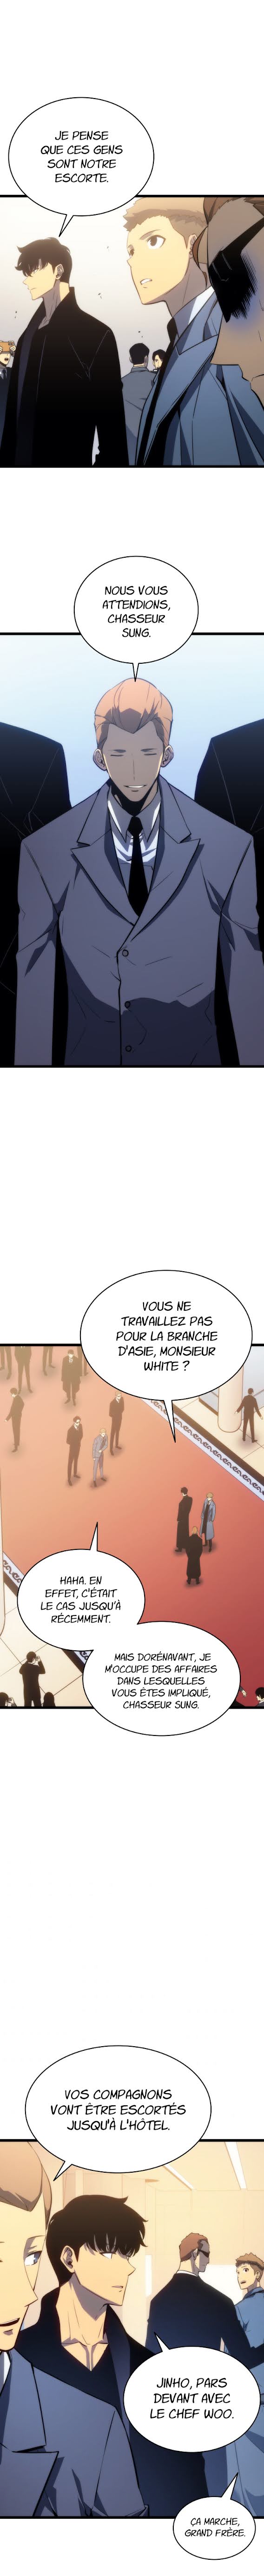 JE PENSE
QUE CES GENS
SONT NOTRE
ESCORTE.
NOUS VOUS
ATTENDIONS,
CHASSEUR
SUNG.
VOUS NE
TRAVAILLEZ PAS
POUR LA BRANCHE
D'ASIE, MONSIEUR
WHITE ?
HAHA. EN
EFFET, C'ÉTAIT
LE CAS JUSQU'À
RÉCEMMENT.
MAIS DORÉNAVANT, JE
M'OCCUPE DES AFFAIRES
DANS LESQUELLES
VOUS ÊTES IMPLIQUÉ,
CHASSEUR SUNG.
VOS COMPAGNONS
VONT ÊTRE ESCORTÉS
JUSQU'À L'HÔTEL.
JINHO, PARS
DEVANT AVEC
LE CHEF WOO.
ÇA MARCHE,
GRAND FRÈRE.